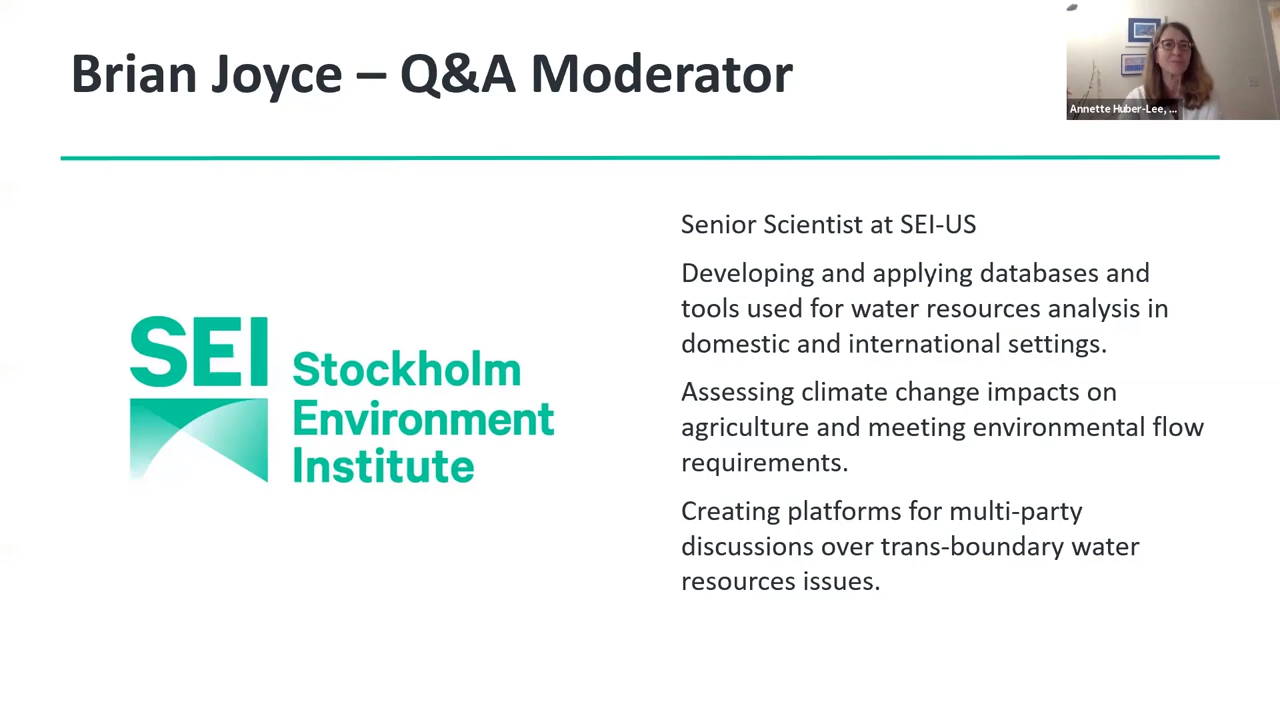 Brian Joyce – Q&A Moderator
Annette Huber-Lee, ...
Senior Scientist at SEI-US
Developing and applying databases and
tools used for water resources analysis in
domestic and international settings.
Assessing climate change impacts on
agriculture and meeting environmental flow
requirements.
Creating platforms for multi-party
discussions over trans-boundary water
resources issues.
SEI
Stockholm
Environment
Institute